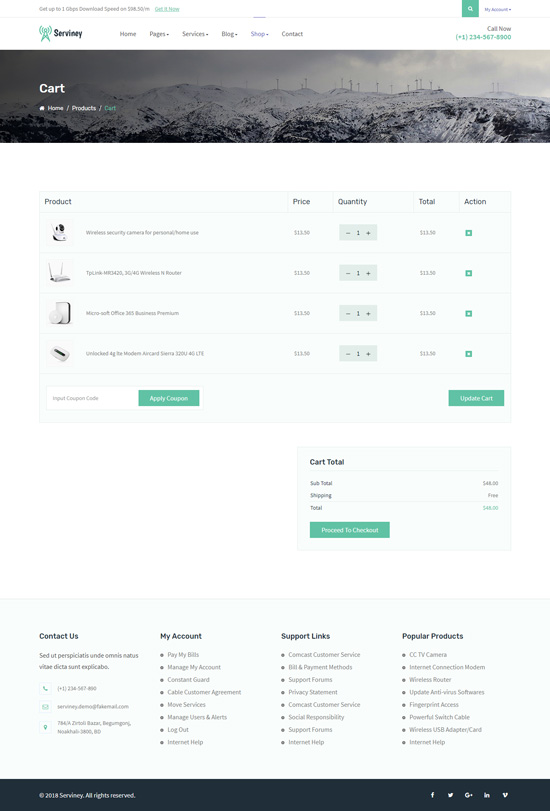 Get up to 1 Gbps Download Speed on $98.50/m Get It Now
My Account
Serviney
Home Pages Services Blog Shop Contact
Call Now
(+1) 234-567-8900
Cart
Home / Products / Cart
Product Price Quantity Total Action
Wireless security camera for personal/home use $13.50 − 1 + $13.50
TpLink-MR3420, 3G/4G Wireless N Router $13.50 − 1 + $13.50
Micro-soft Office 365 Business Premium $13.50 − 1 + $13.50
Unlocked 4g lte Modem Aircard Sierra 320U 4G LTE $13.50 − 1 + $13.50
Input Coupon Code Apply Coupon Update Cart
Cart Total
Sub Total $48.00
Shipping Free
Total $48.00
Proceed To Checkout
Contact Us
Sed ut perspiciatis unde omnis natus
vitae dicta sunt explicabo.
(+1) 234-567-890
serviney.demo@fakemail.com
784/A Zirtoli Bazar, Begumgonj,
Noakhali-3800, BD
My Account
Pay My Bills
Manage My Account
Constant Guard
Cable Customer Agreement
Move Services
Manage Users & Alerts
Log Out
Internet Help
Support Links
Comcast Customer Service
Bill & Payment Methods
Support Forums
Privacy Statement
Comcast Customer Service
Social Responsibility
Support Forums
Internet Help
Popular Products
CC TV Camera
Internet Connection Modem
Wireless Router
Update Anti-virus Softwares
Fingerprint Access
Powerful Switch Cable
Wireless USB Adapter/Card
Internet Help
© 2018 Serviney. All rights reserved.